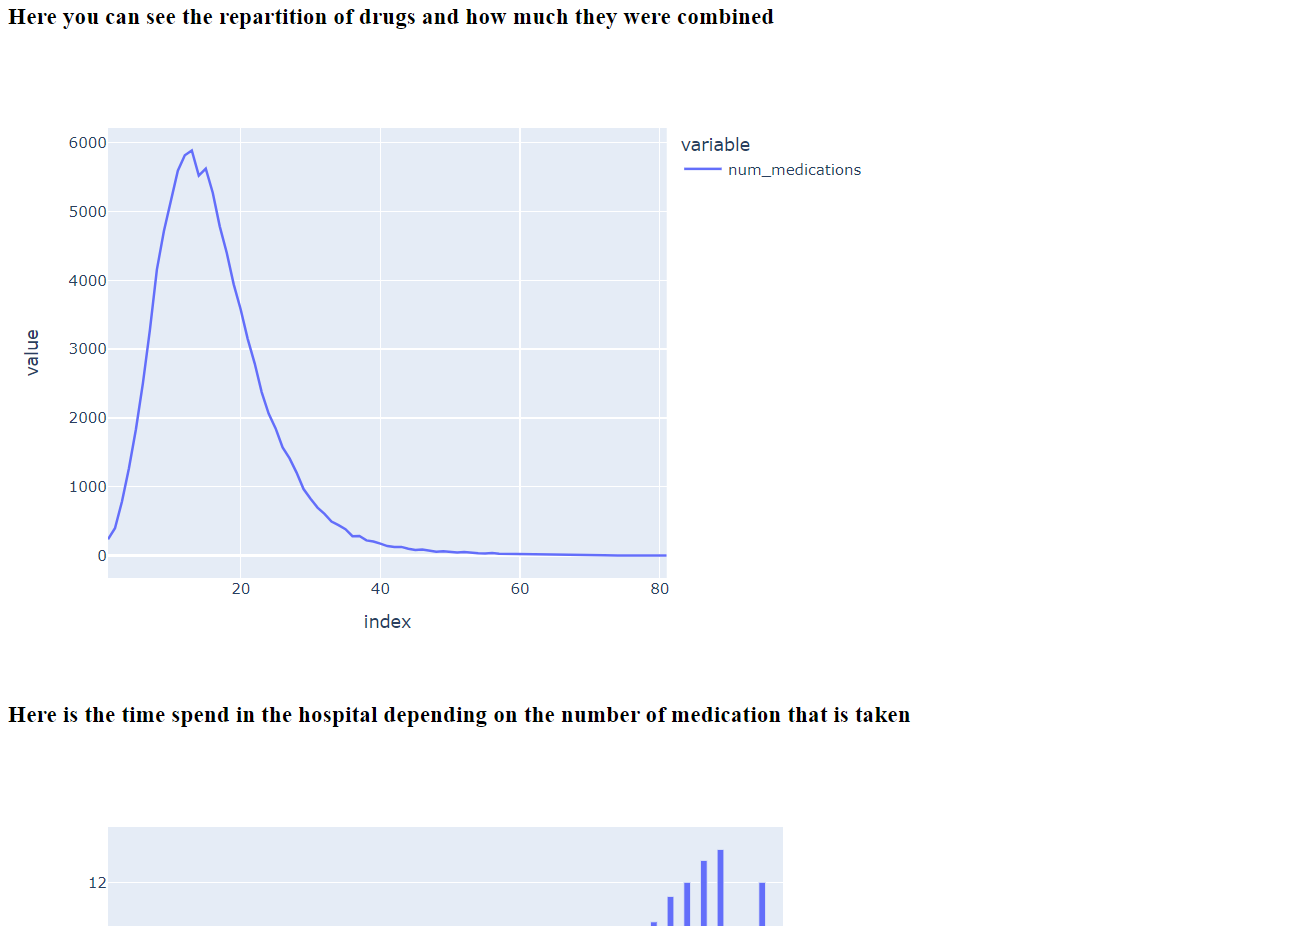 Here you can see the repartition of drugs and how much they were combined
variable
num_medications
6000
5000
4000
3000
2000
1000
0
value
20 40 60 80
index
Here is the time spend in the hospital depending on the number of medication that is taken
12